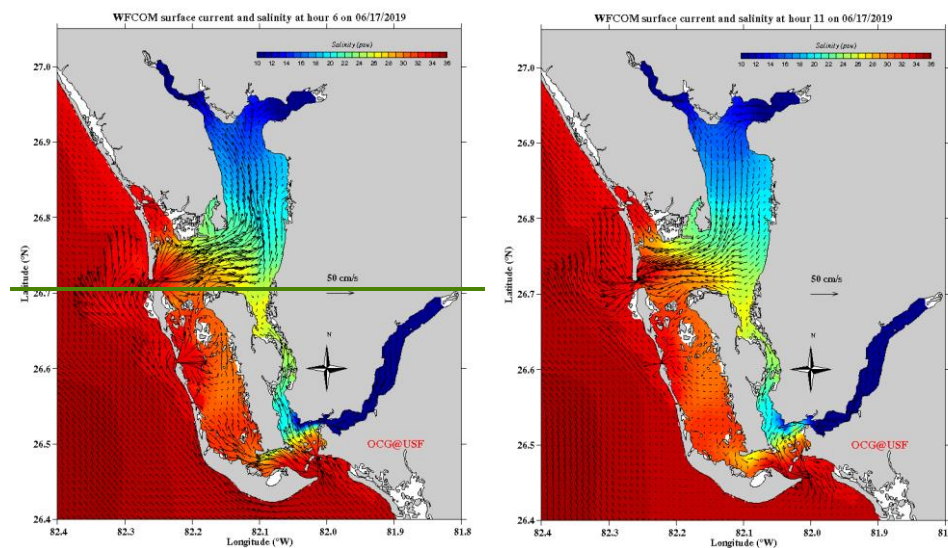 WFCOM surface current and salinity at hour 6 on 06/17/2019
Salinity (psu)
10 12 14 16 18 20 22 24 26 28 30 32 34 36
27.0
26.9
26.8
26.7
26.6
26.5
26.4
Latitude (°N)
50 cm/s
N
OCG@USF
82.4 82.3 82.2 82.1 82.0 81.9 81.8
Longitude (°W)
WFCOM surface current and salinity at hour 11 on 06/17/2019
Salinity (psu)
10 12 14 16 18 20 22 24 26 28 30 32 34 36
27.0
26.9
26.8
26.7
26.6
26.5
26.4
Latitude (°N)
50 cm/s
N
OCG@USF
82.4 82.3 82.2 82.1 82.0 81.9
Longitude (°W)